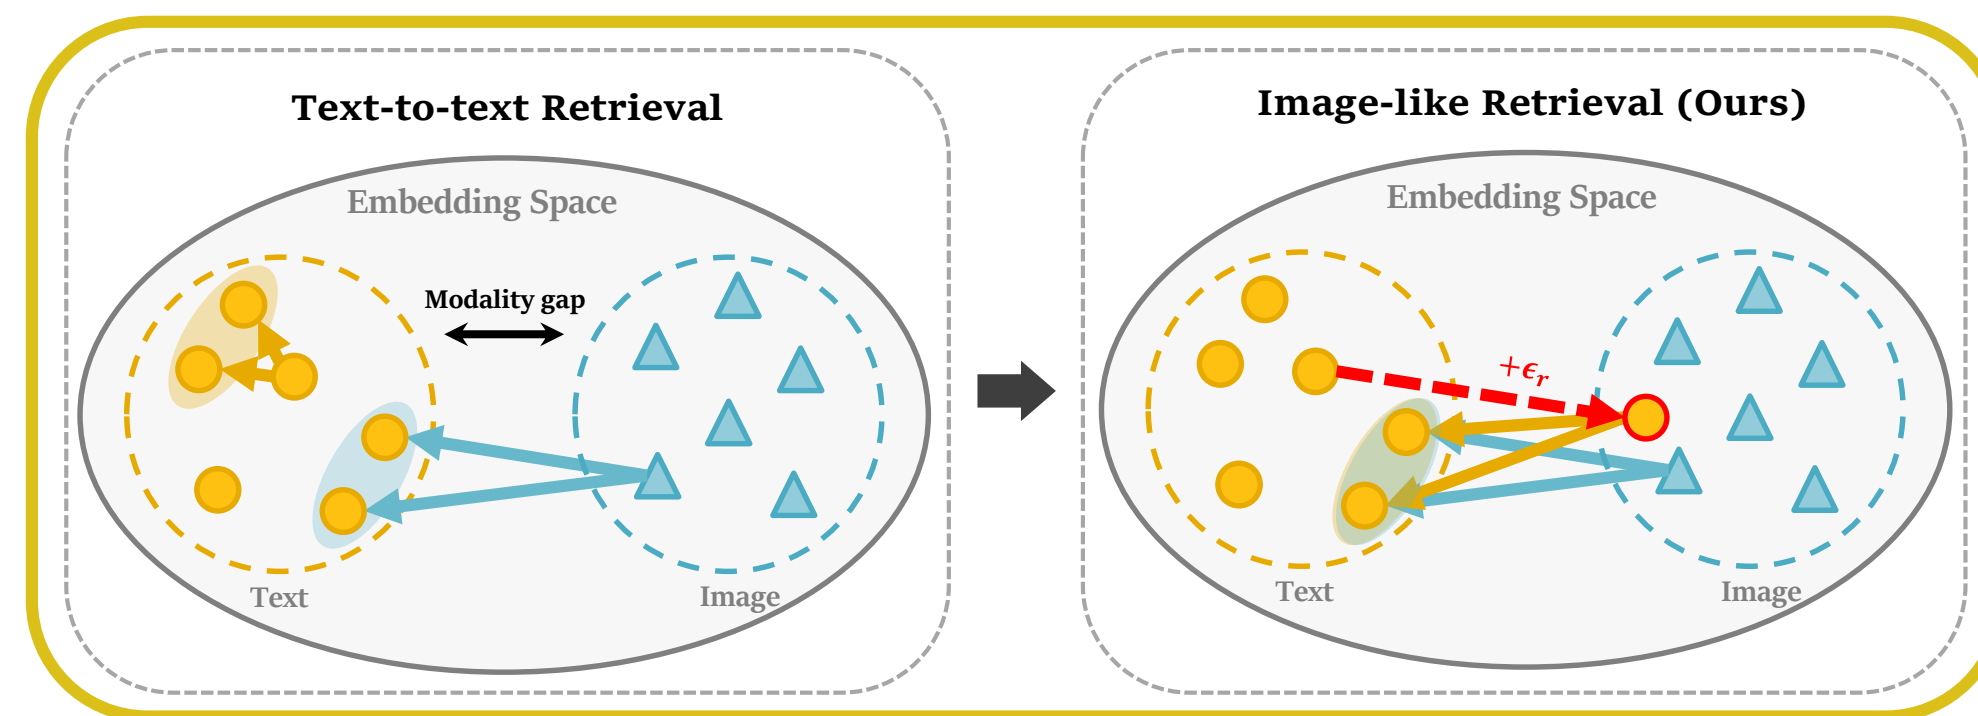 Text-to-text Retrieval
Embedding Space
Modality gap
Text
Image
Image-like Retrieval (Ours)
Embedding Space
+ϵᵣ
Text
Image